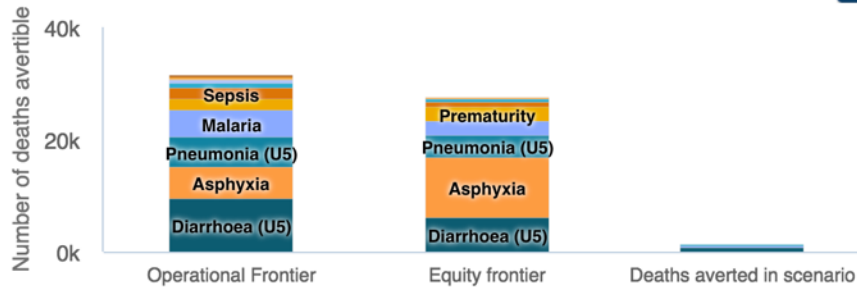 40k
20k
0k
Number of deaths avertible
Sepsis
Malaria
Pneumonia (U5)
Asphyxia
Diarrhoea (U5)
Prematurity
Pneumonia (U5)
Asphyxia
Diarrhoea (U5)
Operational Frontier
Equity frontier
Deaths averted in scenario